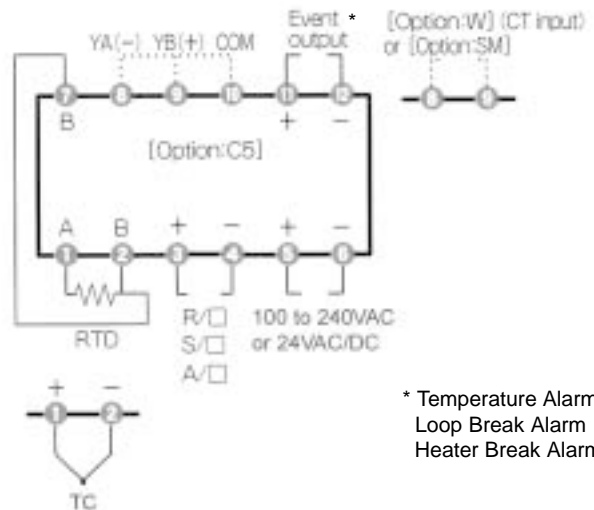 Event *
output
[Option:W] (CT input)
or [Option:SM]
YA(-) YB(+) COM
7 8 9 10 11 12
8 9
B + -
[Option:C5]
A B + - + -
1 2 3 4 5 6
RTD
R/□ 100 to 240VAC
S/□ or 24VAC/DC
A/□
+ -
1 2
TC
* Temperature Alarm
Loop Break Alarm
Heater Break Alarm